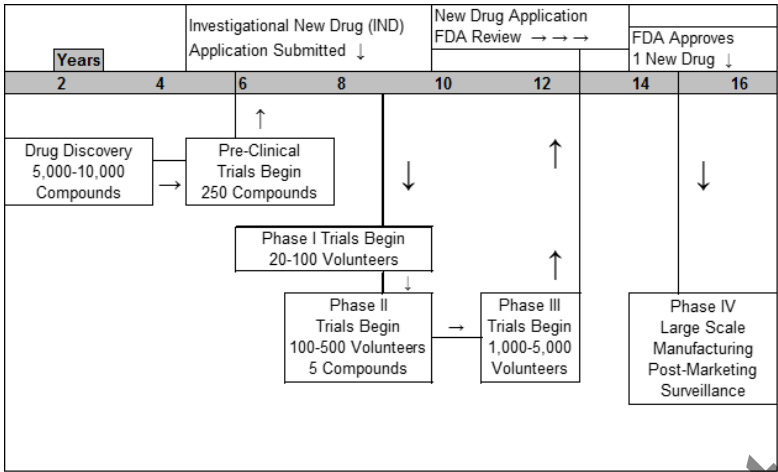 Investigational New Drug (IND)
Application Submitted ↓
New Drug Application
FDA Review → → →
FDA Approves
1 New Drug ↓
Years
2 4 6 8 10 12 14 16
Drug Discovery
5,000-10,000
Compounds
→
Pre-Clinical
Trials Begin
250 Compounds
↑
↓
↑
↓
Phase I Trials Begin
20-100 Volunteers
↓
↑
Phase II
Trials Begin
100-500 Volunteers
5 Compounds
→
Phase III
Trials Begin
1,000-5,000
Volunteers
Phase IV
Large Scale
Manufacturing
Post-Marketing
Surveillance